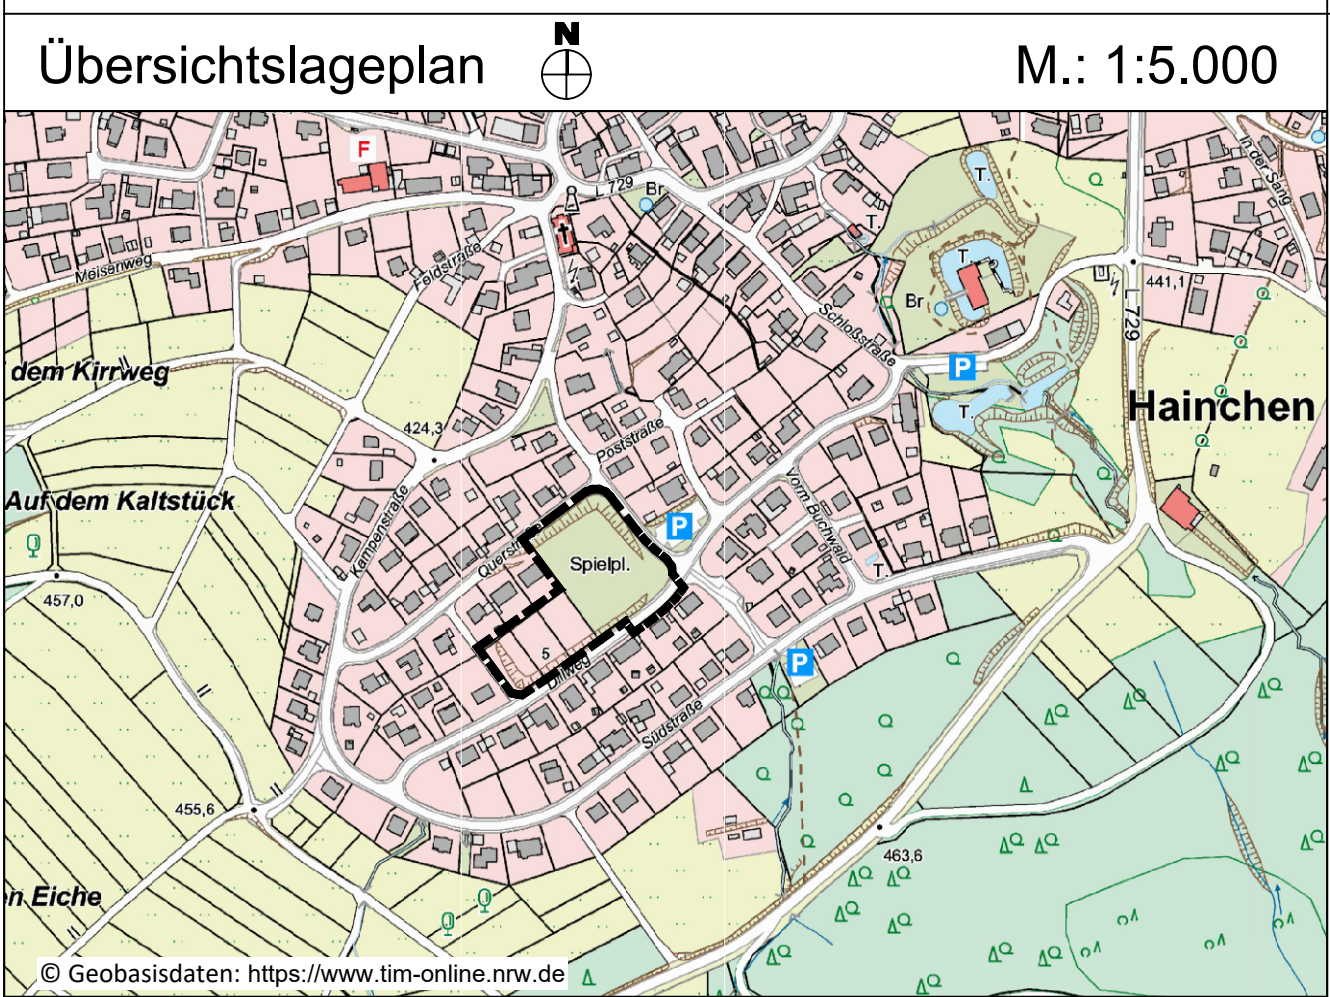 Übersichtslageplan
N
M.: 1:5.000
F
L 729
Br
T.
T.
In der Sang
Meisenweg
Feldstraße
T.
Br
441,1
L 729
Schloßstraße
P
dem Kirrweg
T.
Hainchen
424,3
Poststraße
Auf dem Kaltstück
Kampenstraße
Vorm Buchwald
P
Querstr
Spielpl.
T.
457,0
5
Dillweg
P
Südstraße
455,6
463,6
n Eiche
© Geobasisdaten: https://www.tim-online.nrw.de